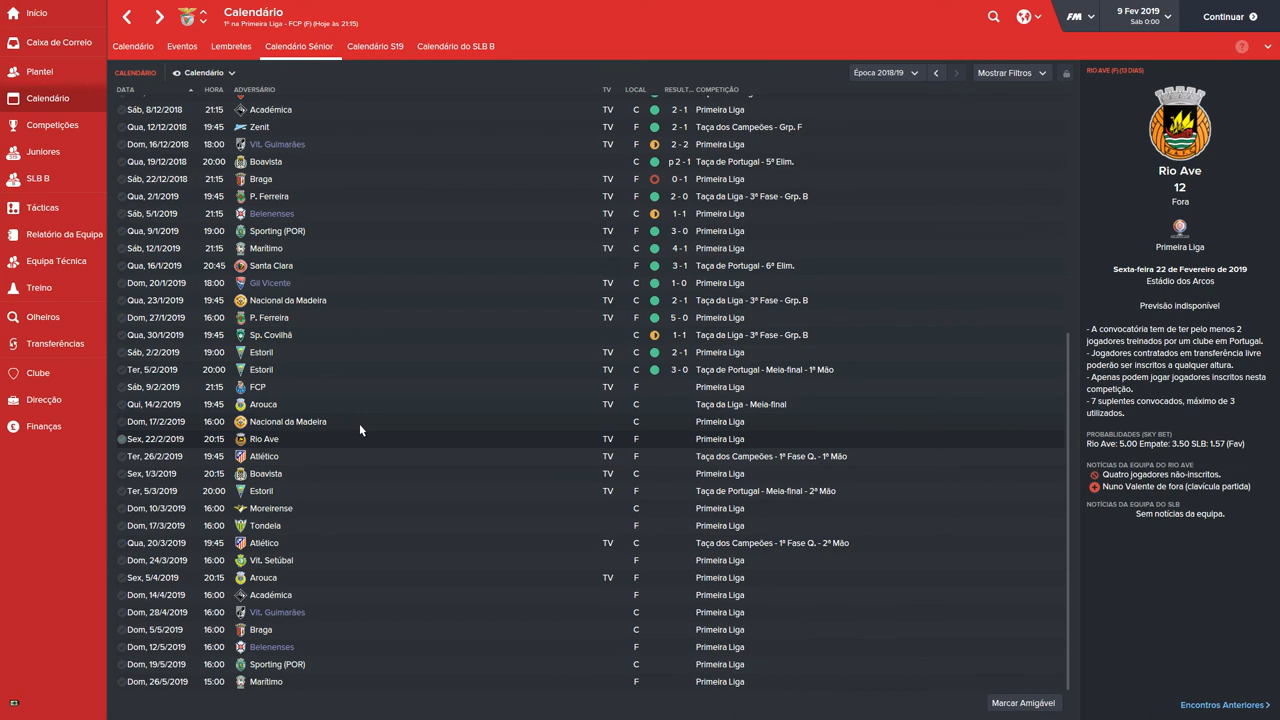 Início
Caixa de Correio
Plantel
Calendário
Competições
S19 Juniores
SLB B
Tácticas
Relatório da Equipa
Equipa Técnica
Treino
Olheiros
Transferências
Clube
Direcção
Finanças
Calendário
1º na Primeira Liga - FCP (F) (Hoje às 21:15)
FM
9 Fev 2019
Sáb 0:00
Continuar
Calendário Eventos Lembretes Calendário Sénior Calendário S19 Calendário do SLB B
?
CALENDÁRIO Calendário Época 2018/19 Mostrar Filtros
DATA HORA ADVERSÁRIO TV LOCAL RESULT... COMPETIÇÃO
Sáb, 8/12/2018 21:15 Académica TV C 2 - 1 Primeira Liga
Qua, 12/12/2018 19:45 Zenit TV F 2 - 1 Taça dos Campeões - Grp. F
Dom, 16/12/2018 18:00 Vit. Guimarães TV F 2 - 2 Primeira Liga
Qua, 19/12/2018 20:00 Boavista C p 2 - 1 Taça de Portugal - 5ª Elim.
Sáb, 22/12/2018 21:15 Braga TV F 0 - 1 Primeira Liga
Qua, 2/1/2019 19:45 P. Ferreira TV F 2 - 0 Taça da Liga - 3ª Fase - Grp. B
Sáb, 5/1/2019 21:15 Belenenses TV C 1 - 1 Primeira Liga
Qua, 9/1/2019 19:00 Sporting (POR) TV F 3 - 0 Primeira Liga
Sáb, 12/1/2019 21:15 Marítimo TV C 4 - 1 Primeira Liga
Qua, 16/1/2019 20:45 Santa Clara F 3 - 1 Taça de Portugal - 6ª Elim.
Dom, 20/1/2019 18:00 Gil Vicente TV C 1 - 0 Primeira Liga
Qua, 23/1/2019 19:45 Nacional da Madeira TV C 2 - 1 Taça da Liga - 3ª Fase - Grp. B
Dom, 27/1/2019 16:00 P. Ferreira TV F 5 - 0 Primeira Liga
Qua, 30/1/2019 19:45 Sp. Covilhã C 1 - 1 Taça da Liga - 3ª Fase - Grp. B
Sáb, 2/2/2019 19:00 Estoril TV C 2 - 1 Primeira Liga
Ter, 5/2/2019 20:00 Estoril TV C 3 - 0 Taça de Portugal - Meia-final - 1ª Mão
Sáb, 9/2/2019 21:15 FCP TV F Primeira Liga
Qui, 14/2/2019 19:45 Arouca TV C Taça da Liga - Meia-final
Dom, 17/2/2019 16:00 Nacional da Madeira C Primeira Liga
Sex, 22/2/2019 20:15 Rio Ave TV F Primeira Liga
Ter, 26/2/2019 19:45 Atlético TV F Taça dos Campeões - 1ª Fase Q. - 1ª Mão
Sex, 1/3/2019 20:15 Boavista TV C Primeira Liga
Ter, 5/3/2019 20:00 Estoril TV F Taça de Portugal - Meia-final - 2ª Mão
Dom, 10/3/2019 16:00 Moreirense C Primeira Liga
Dom, 17/3/2019 16:00 Tondela F Primeira Liga
Qua, 20/3/2019 19:45 Atlético TV C Taça dos Campeões - 1ª Fase Q. - 2ª Mão
Dom, 24/3/2019 16:00 Vit. Setúbal F Primeira Liga
Sex, 5/4/2019 20:15 Arouca TV F Primeira Liga
Dom, 14/4/2019 16:00 Académica F Primeira Liga
Dom, 28/4/2019 16:00 Vit. Guimarães C Primeira Liga
Dom, 5/5/2019 16:00 Braga C Primeira Liga
Dom, 12/5/2019 16:00 Belenenses F Primeira Liga
Dom, 19/5/2019 16:00 Sporting (POR) C Primeira Liga
Dom, 26/5/2019 15:00 Marítimo F Primeira Liga
Marcar Amigável
RIO AVE (F) (13 DIAS)
Rio Ave
12
Fora
Primeira Liga
Sexta-feira 22 de Fevereiro de 2019
Estádio dos Arcos
Previsão indisponível
- A convocatória tem de ter pelo menos 2
jogadores treinados por um clube em Portugal.
- Jogadores contratados em transferência livre
poderão ser inscritos a qualquer altura.
- Apenas podem jogar jogadores inscritos nesta
competição.
- 7 suplentes convocados, máximo de 3
utilizados.
PROBABLIDADES (SKY BET)
Rio Ave: 5.00 Empate: 3.50 SLB: 1.57 (Fav)
NOTÍCIAS DA EQUIPA DO RIO AVE
Quatro jogadores não-inscritos.
Nuno Valente de fora (clavícula partida)
NOTÍCIAS DA EQUIPA DO SLB
Sem notícias da equipa.
Encontros Anteriores >